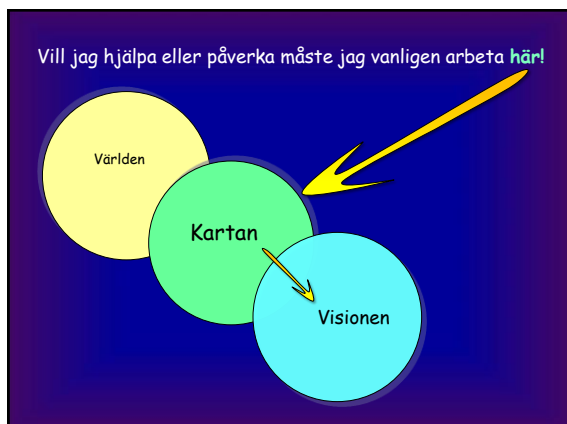 Vill jag hjälpa eller påverka måste jag vanligen arbeta här!
Världen
Kartan
Visionen